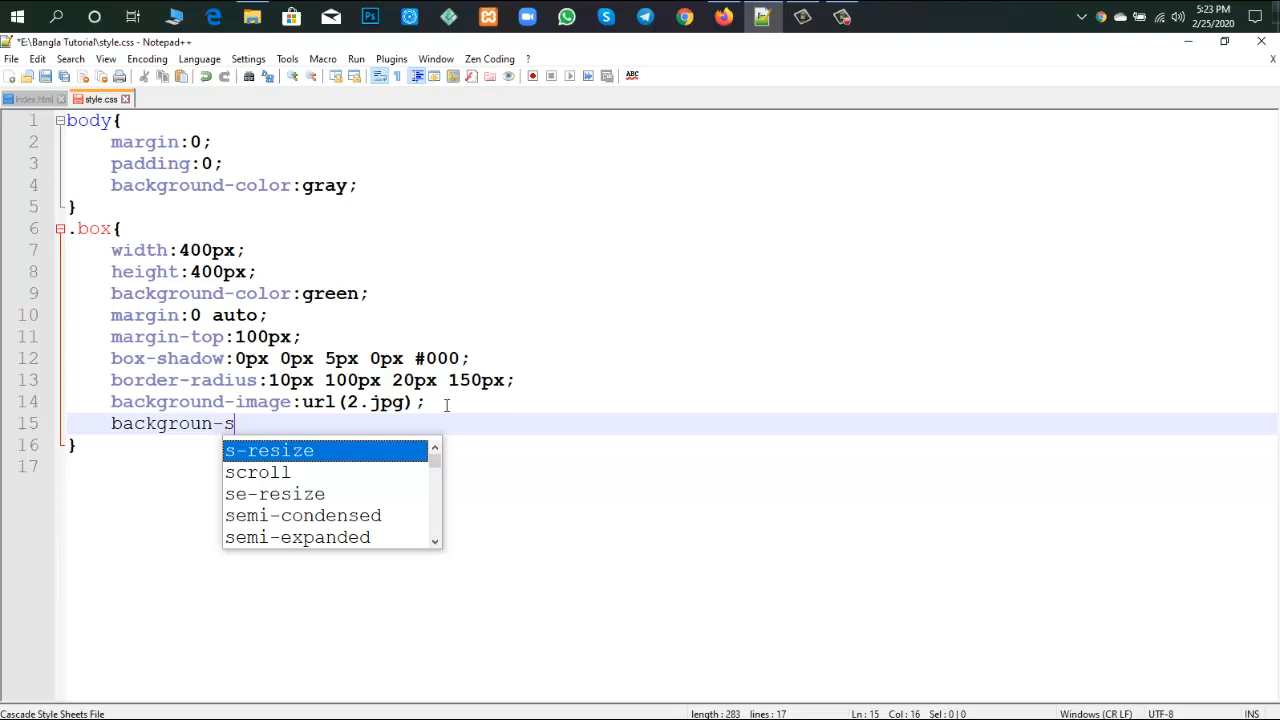 5:23 PM
2/25/2020
*E:\Bangla Tutorial\style.css - Notepad++
File Edit Search View Encoding Language Settings Tools Macro Run Plugins Window Zen Coding ?
X
index.html style.css
1 body{
2 margin:0;
3 padding:0;
4 background-color:gray;
5 }
6 .box{
7 width:400px;
8 height:400px;
9 background-color:green;
10 margin:0 auto;
11 margin-top:100px;
12 box-shadow:0px 0px 5px 0px #000;
13 border-radius:10px 100px 20px 150px;
14 background-image:url(2.jpg);
15 backgroun-s
16 }
17
s-resize
scroll
se-resize
semi-condensed
semi-expanded
Cascade Style Sheets File length : 283 lines : 17 Ln : 15 Col : 16 Sel : 0 | 0 Windows (CR LF) UTF-8 INS